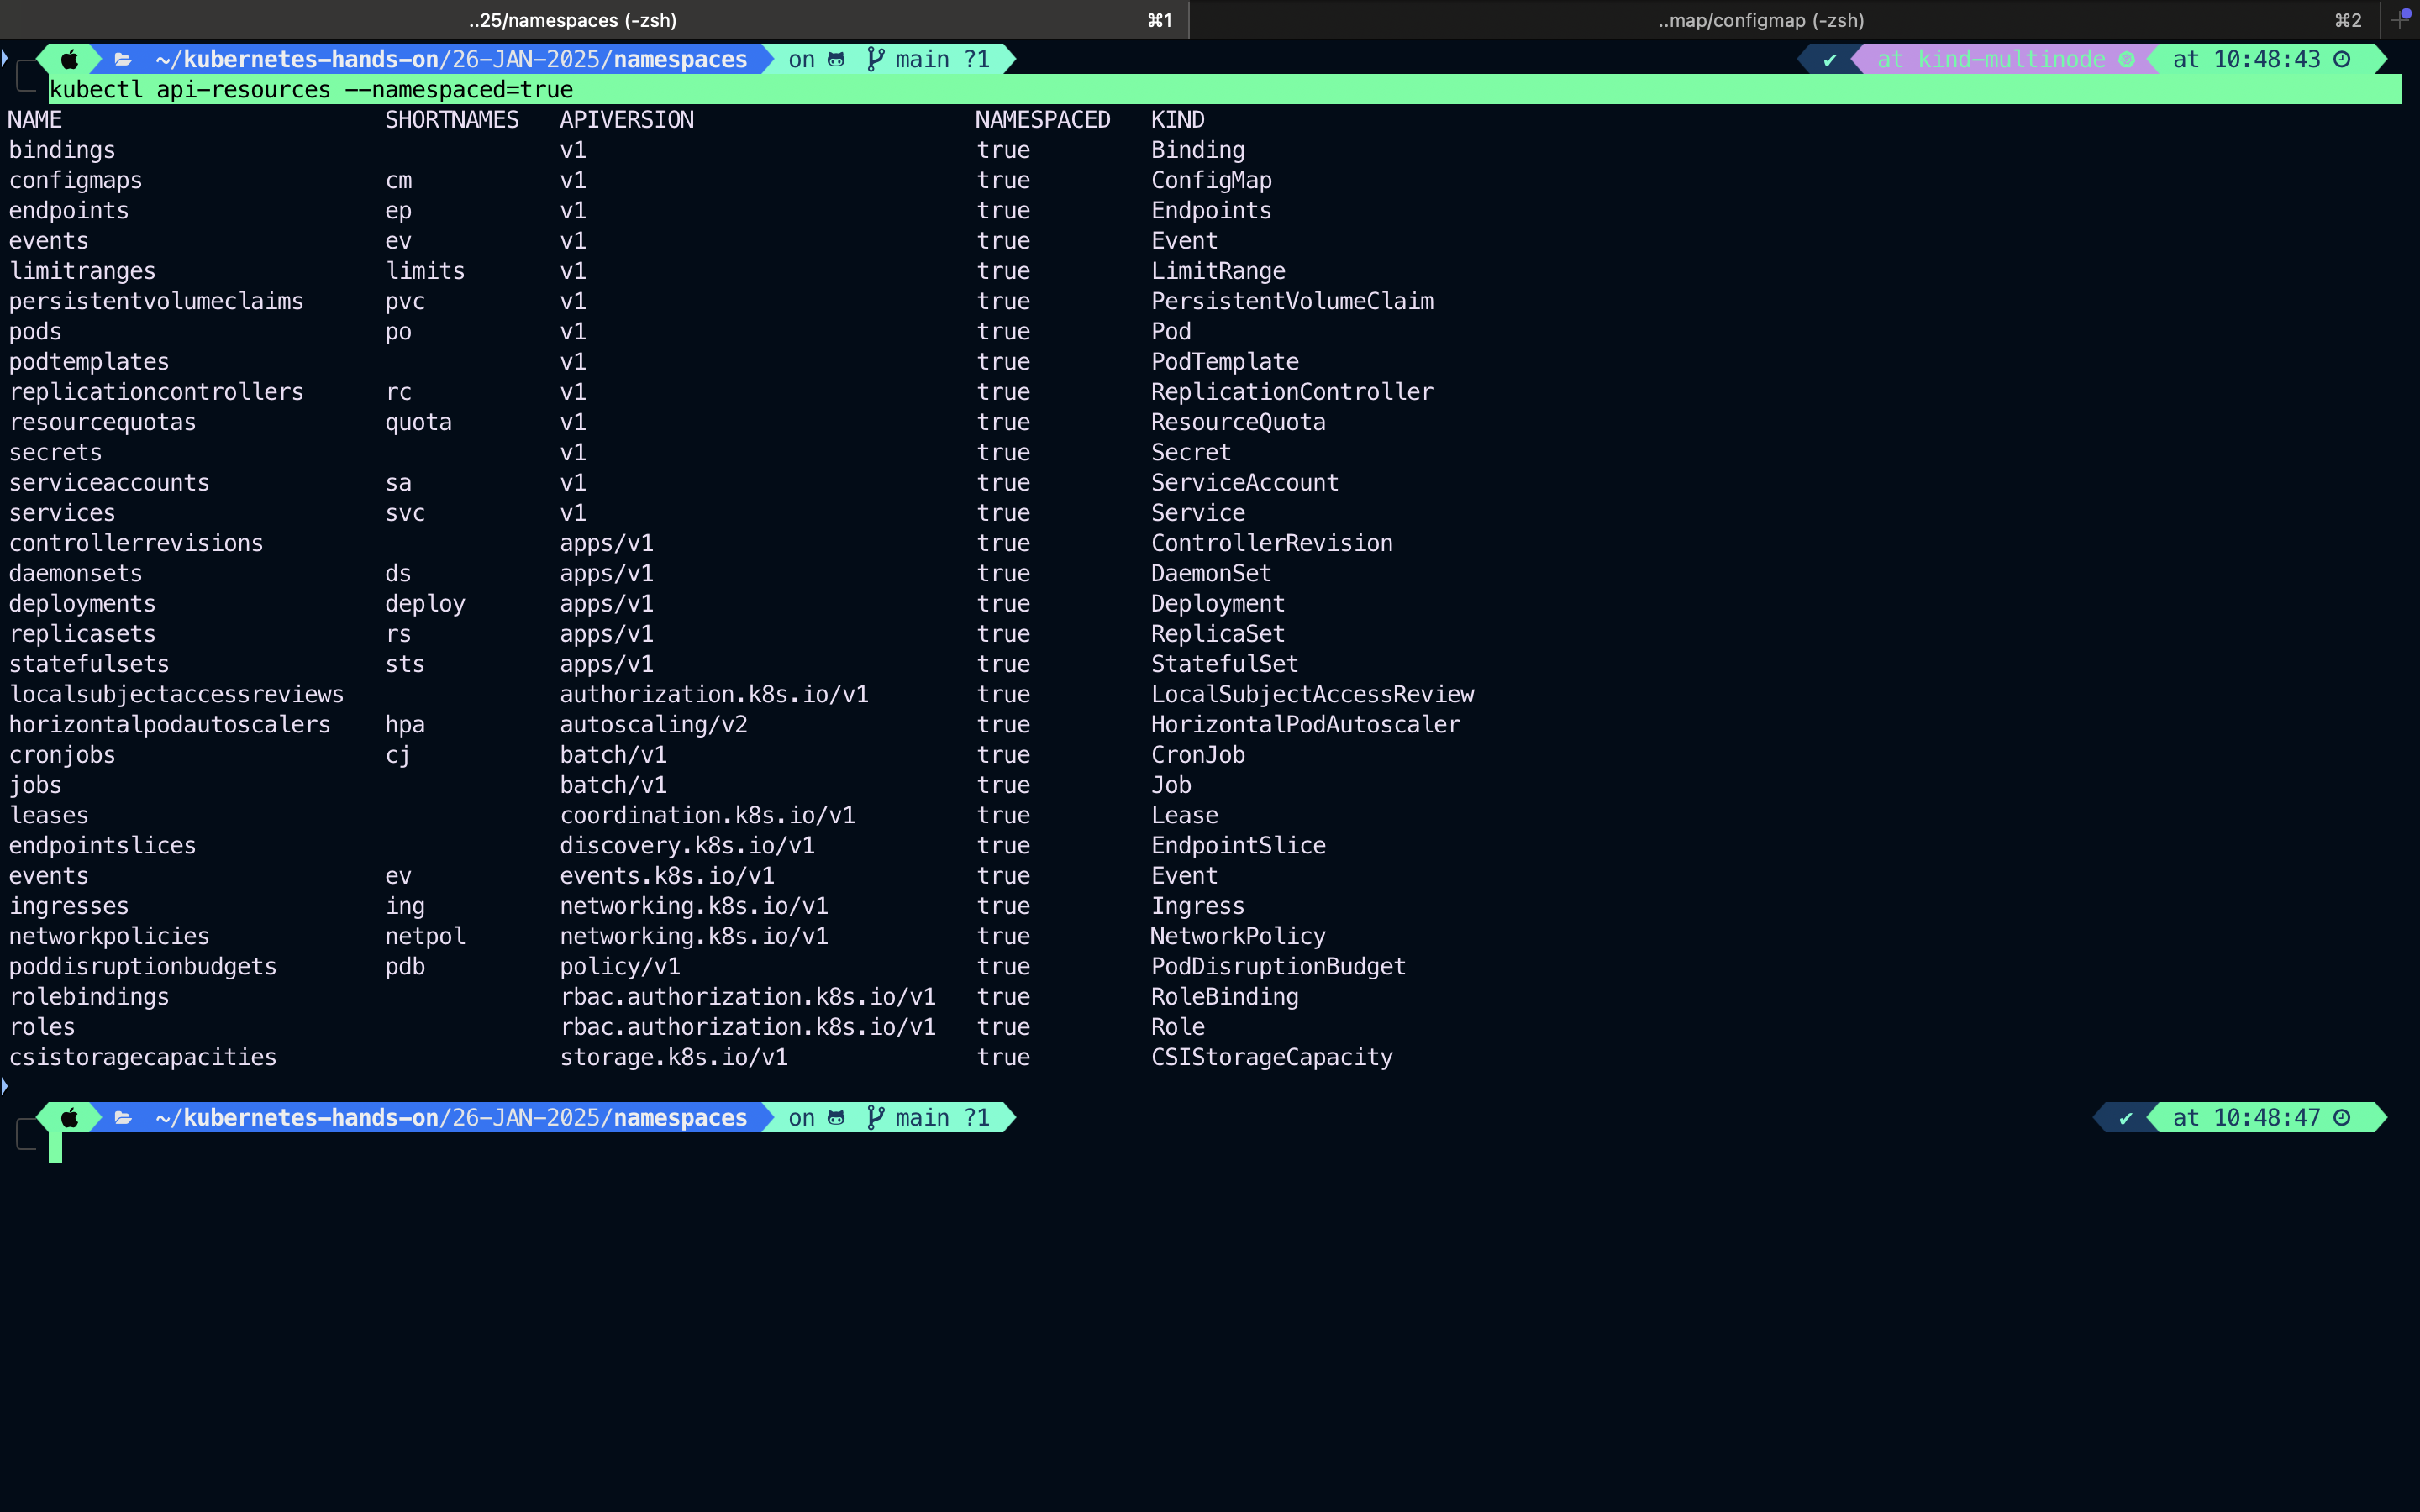 ..25/namespaces (-zsh) ⌘1 ..map/configmap (-zsh) ⌘2
~/kubernetes-hands-on/26-JAN-2025/namespaces on main ?1 ✔ at kind-multinode at 10:48:43
kubectl api-resources --namespaced=true
NAME SHORTNAMES APIVERSION NAMESPACED KIND
bindings v1 true Binding
configmaps cm v1 true ConfigMap
endpoints ep v1 true Endpoints
events ev v1 true Event
limitranges limits v1 true LimitRange
persistentvolumeclaims pvc v1 true PersistentVolumeClaim
pods po v1 true Pod
podtemplates v1 true PodTemplate
replicationcontrollers rc v1 true ReplicationController
resourcequotas quota v1 true ResourceQuota
secrets v1 true Secret
serviceaccounts sa v1 true ServiceAccount
services svc v1 true Service
controllerrevisions apps/v1 true ControllerRevision
daemonsets ds apps/v1 true DaemonSet
deployments deploy apps/v1 true Deployment
replicasets rs apps/v1 true ReplicaSet
statefulsets sts apps/v1 true StatefulSet
localsubjectaccessreviews authorization.k8s.io/v1 true LocalSubjectAccessReview
horizontalpodautoscalers hpa autoscaling/v2 true HorizontalPodAutoscaler
cronjobs cj batch/v1 true CronJob
jobs batch/v1 true Job
leases coordination.k8s.io/v1 true Lease
endpointslices discovery.k8s.io/v1 true EndpointSlice
events ev events.k8s.io/v1 true Event
ingresses ing networking.k8s.io/v1 true Ingress
networkpolicies netpol networking.k8s.io/v1 true NetworkPolicy
poddisruptionbudgets pdb policy/v1 true PodDisruptionBudget
rolebindings rbac.authorization.k8s.io/v1 true RoleBinding
roles rbac.authorization.k8s.io/v1 true Role
csistoragecapacities storage.k8s.io/v1 true CSIStorageCapacity
~/kubernetes-hands-on/26-JAN-2025/namespaces on main ?1 ✔ at 10:48:47